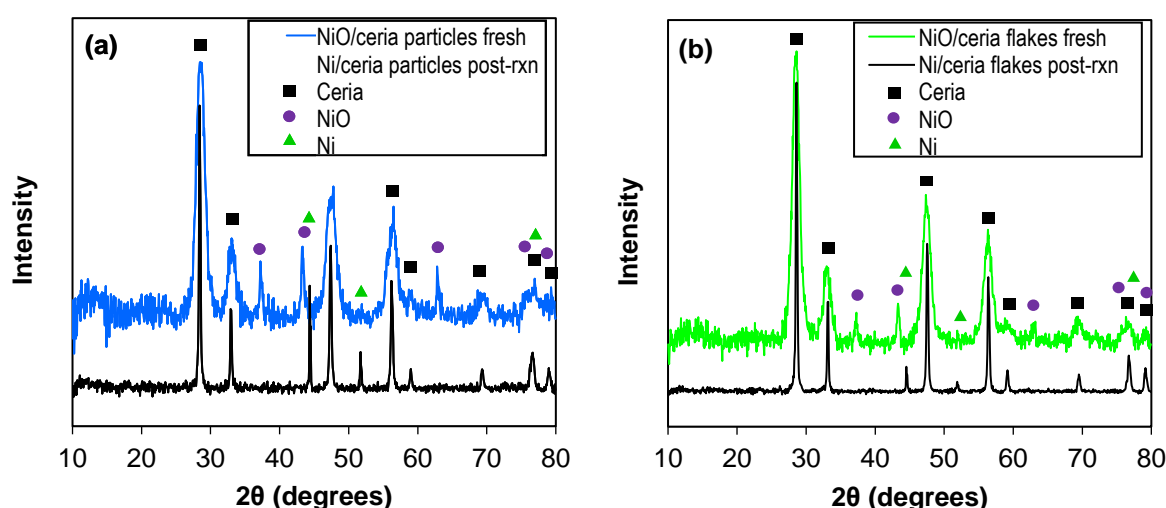 (a)
NiO/ceria particles fresh
Ni/ceria particles post-rxn
Ceria
NiO
Ni
Intensity
10 20 30 40 50 60 70 80
2θ (degrees)
(b)
NiO/ceria flakes fresh
Ni/ceria flakes post-rxn
Ceria
NiO
Ni
Intensity
10 20 30 40 50 60 70 80
2θ (degrees)